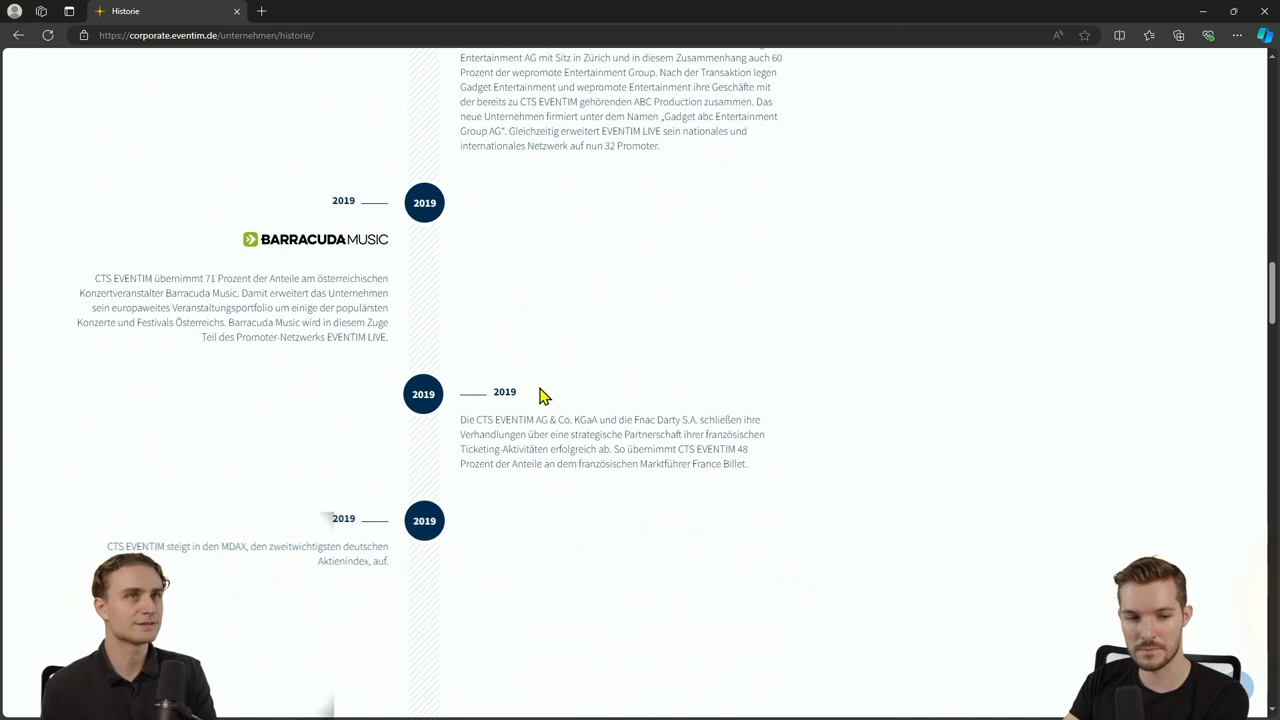 Historie
https://corporate.eventim.de/unternehmen/historie/
Entertainment AG mit Sitz in Zürich und in diesem Zusammenhang auch 60
Prozent der wepromote Entertainment Group. Nach der Transaktion legen
Gadget Entertainment und wepromote Entertainment ihre Geschäfte mit
der bereits zu CTS EVENTIM gehörenden ABC Production zusammen. Das
neue Unternehmen firmiert unter dem Namen „Gadget abc Entertainment
Group AG“. Gleichzeitig erweitert EVENTIM LIVE sein nationales und
internationales Netzwerk auf nun 32 Promoter.
2019
2019
BARRACUDA MUSIC
CTS EVENTIM übernimmt 71 Prozent der Anteile am österreichischen
Konzertveranstalter Barracuda Music. Damit erweitert das Unternehmen
sein europaweites Veranstaltungsportfolio um einige der populärsten
Konzerte und Festivals Österreichs. Barracuda Music wird in diesem Zuge
Teil des Promoter-Netzwerks EVENTIM LIVE.
2019
2019
Die CTS EVENTIM AG & Co. KGaA und die Fnac Darty S.A. schließen ihre
Verhandlungen über eine strategische Partnerschaft ihrer französischen
Ticketing-Aktivitäten erfolgreich ab. So übernimmt CTS EVENTIM 48
Prozent der Anteile an dem französischen Marktführer France Billet.
2019
2019
CTS EVENTIM steigt in den MDAX, den zweitwichtigsten deutschen
Aktienindex, auf.